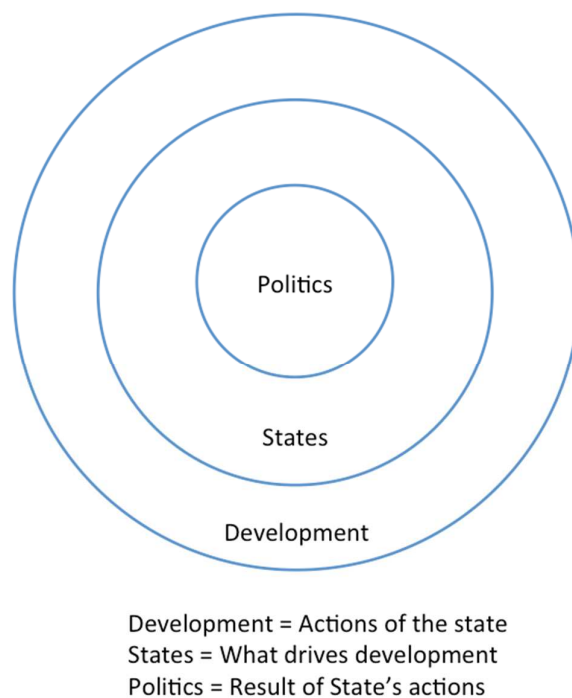 Politics
States
Development
Development = Actions of the state
States = What drives development
Politics = Result of State’s actions